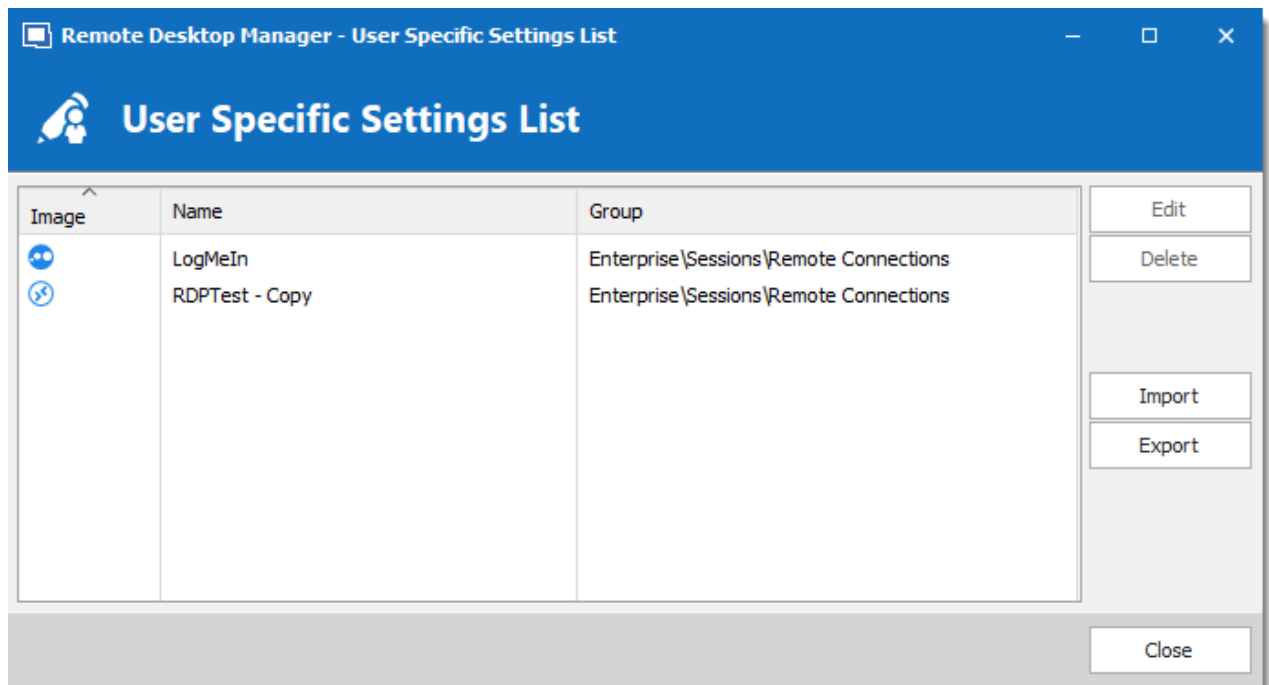 Remote Desktop Manager - User Specific Settings List
User Specific Settings List
Image Name Group
LogMeIn Enterprise\Sessions\Remote Connections
RDPTest - Copy Enterprise\Sessions\Remote Connections
Edit
Delete
Import
Export
Close